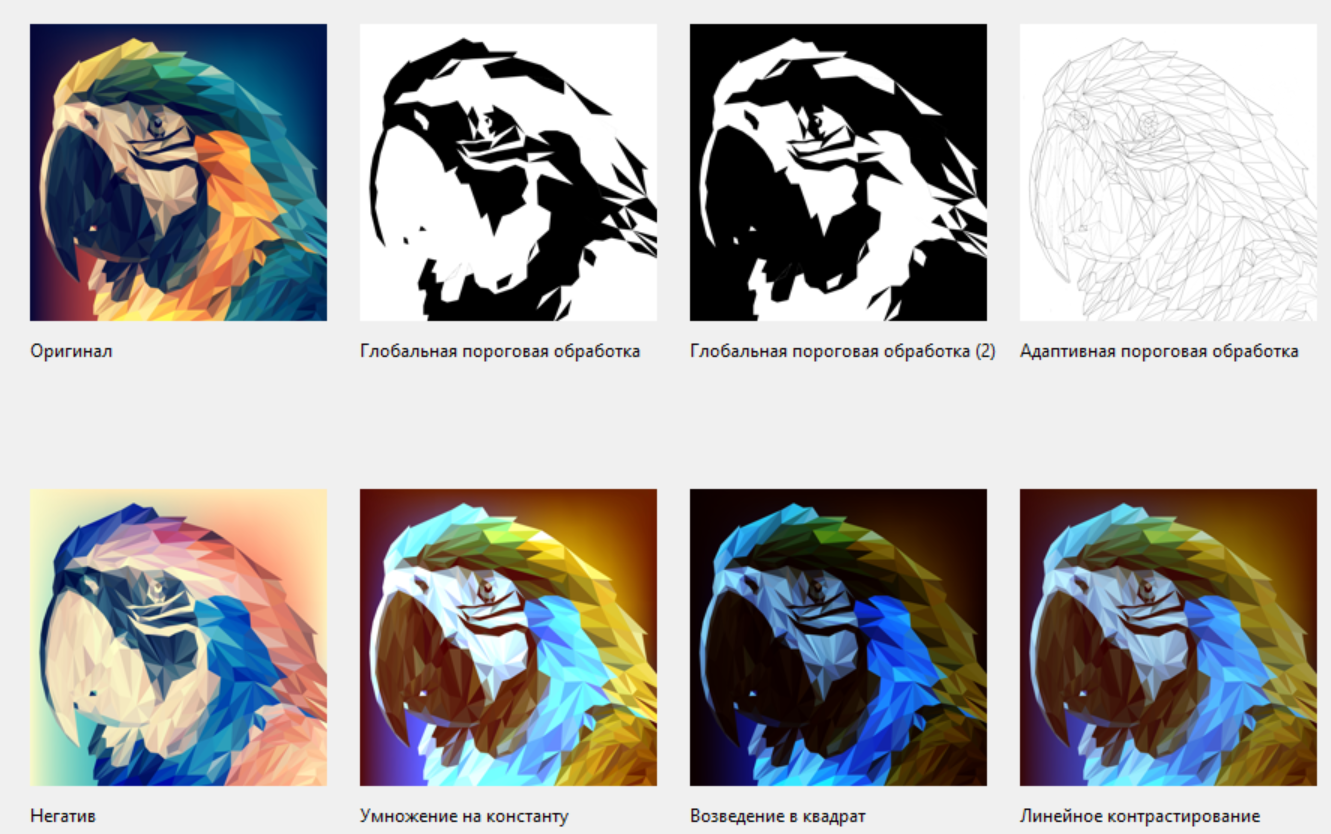 Оригинал
Глобальная пороговая обработка
Глобальная пороговая обработка (2)
Адаптивная пороговая обработка
Негатив
Умножение на константу
Возведение в квадрат
Линейное контрастирование